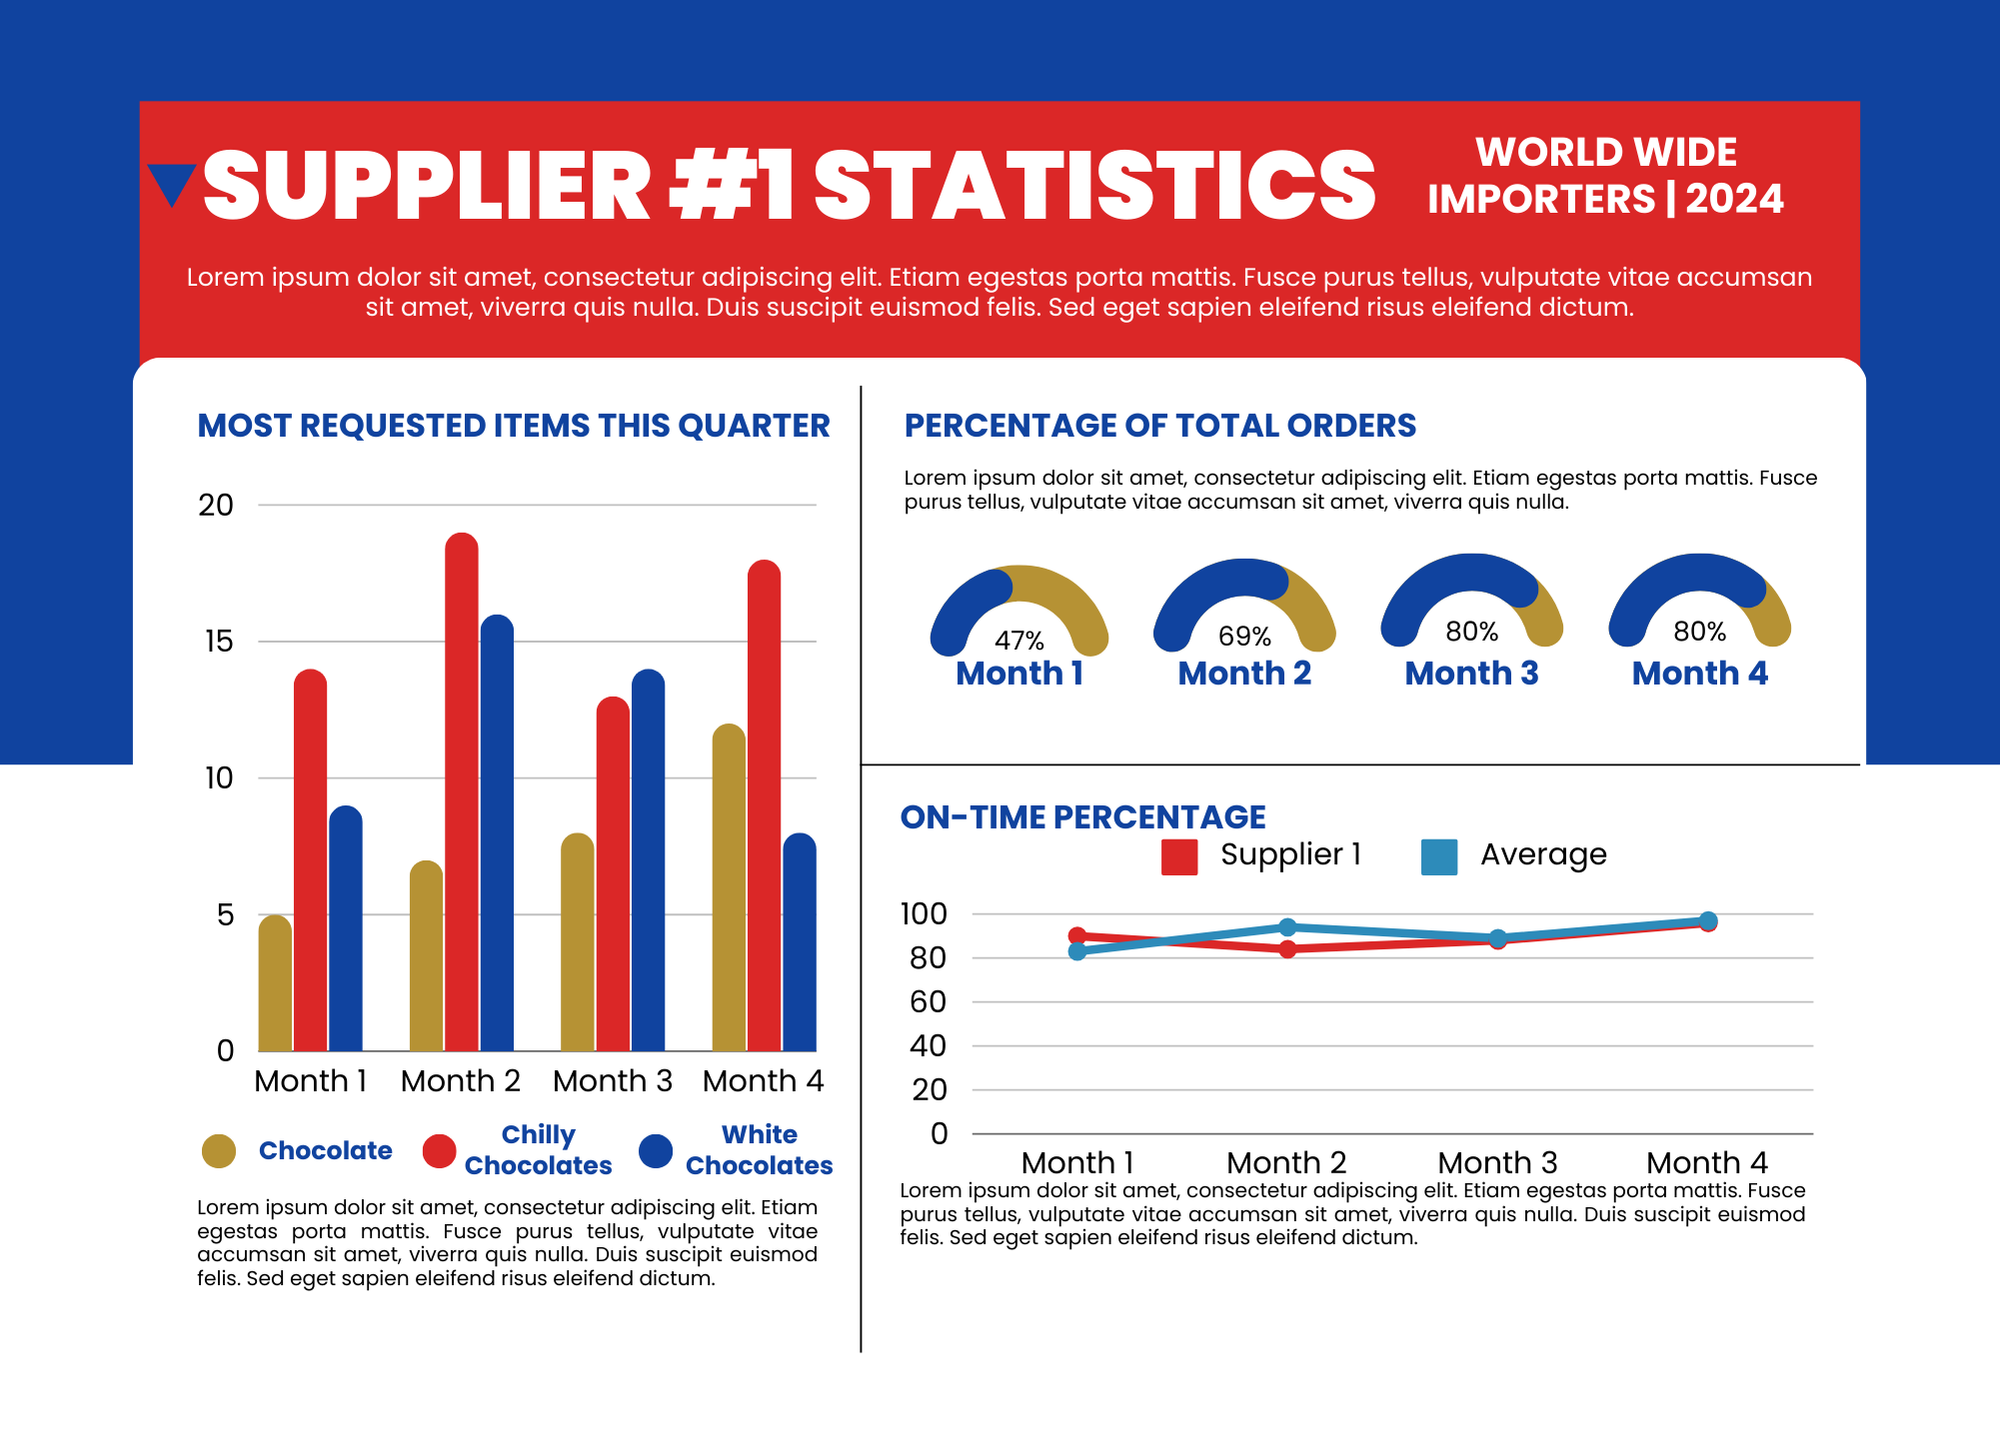 SUPPLIER #1 STATISTICS
WORLD WIDE
IMPORTERS | 2024
Lorem ipsum dolor sit amet, consectetur adipiscing elit. Etiam egestas porta mattis. Fusce purus tellus, vulputate vitae accumsan
sit amet, viverra quis nulla. Duis suscipit euismod felis. Sed eget sapien eleifend risus eleifend dictum.
MOST REQUESTED ITEMS THIS QUARTER
20
15
10
5
0
Month 1 Month 2 Month 3 Month 4
Chocolate
Chilly
Chocolates
White
Chocolates
Lorem ipsum dolor sit amet, consectetur adipiscing elit. Etiam
egestas porta mattis. Fusce purus tellus, vulputate vitae
accumsan sit amet, viverra quis nulla. Duis suscipit euismod
felis. Sed eget sapien eleifend risus eleifend dictum.
PERCENTAGE OF TOTAL ORDERS
Lorem ipsum dolor sit amet, consectetur adipiscing elit. Etiam egestas porta mattis. Fusce
purus tellus, vulputate vitae accumsan sit amet, viverra quis nulla.
47% 69% 80% 80%
Month 1 Month 2 Month 3 Month 4
ON-TIME PERCENTAGE
Supplier 1 Average
100
80
60
40
20
0
Month 1 Month 2 Month 3 Month 4
Lorem ipsum dolor sit amet, consectetur adipiscing elit. Etiam egestas porta mattis. Fusce
purus tellus, vulputate vitae accumsan sit amet, viverra quis nulla. Duis suscipit euismod
felis. Sed eget sapien eleifend risus eleifend dictum.